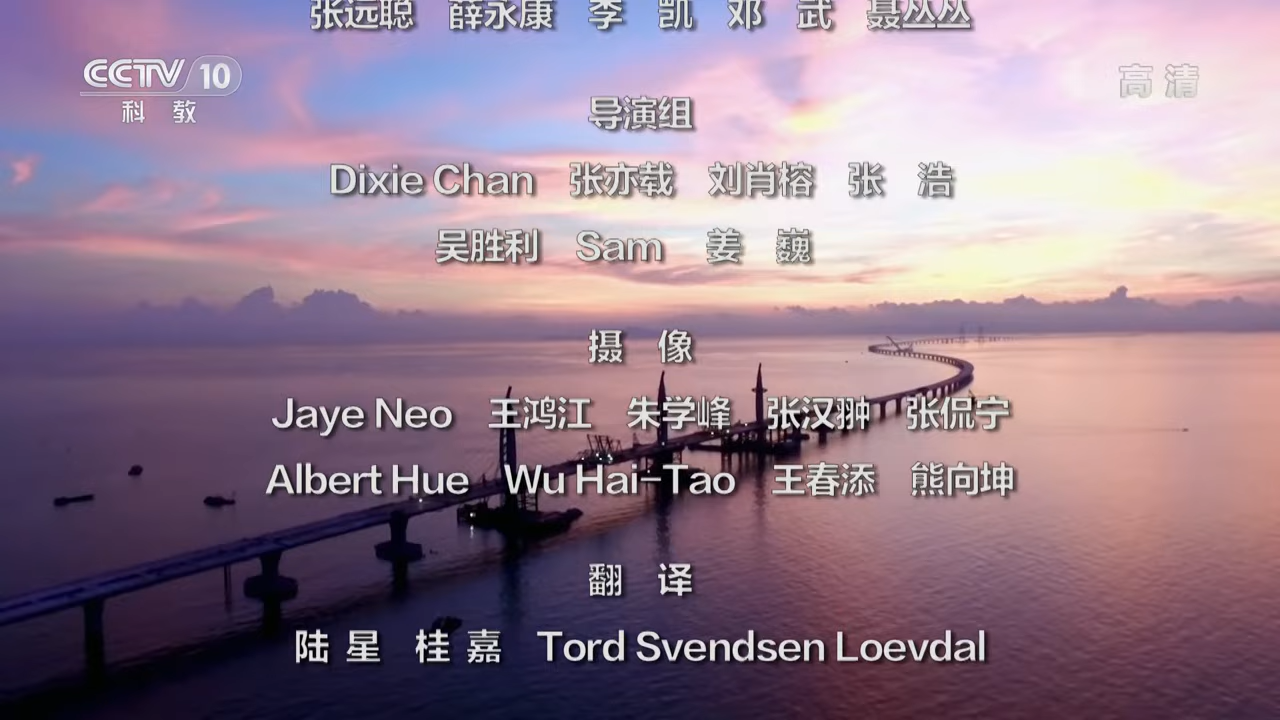 张远聪 薛永康 李凯 邓武 聂丛丛
CCTV 10
科教
高清
导演组
Dixie Chan 张亦载 刘肖榕 张浩
吴胜利 Sam 姜巍
摄像
Jaye Neo 王鸿江 朱学峰 张汉翀 张侃宁
Albert Hue Wu Hai-Tao 王春添 熊向坤
翻译
陆星 桂嘉 Tord Svendsen Loevdal